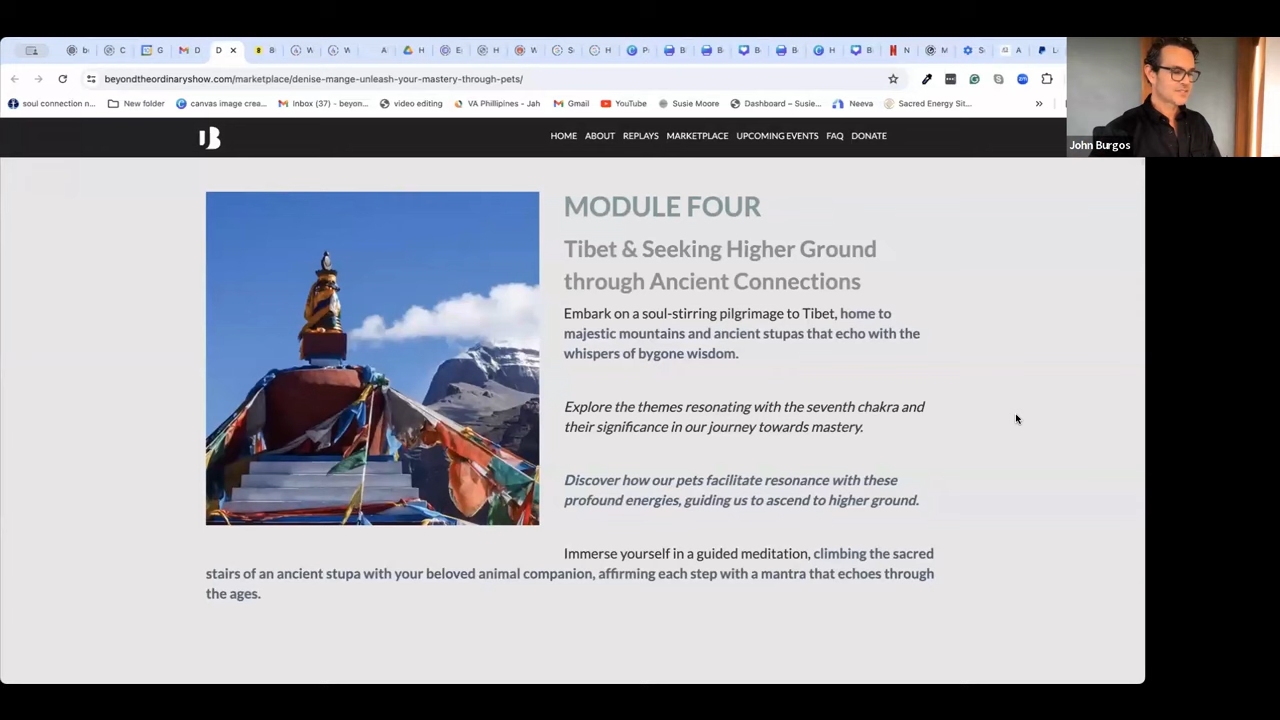 beyondtheordinaryshow.com/marketplace/denise-mange-unleash-your-mastery-through-pets/
soul connection n... New folder canvas image crea... Inbox (37) - beyon... video editing VA Phillipines - Jah Gmail YouTube Susie Moore Dashboard – Susie... Neeva Sacred Energy Sit... »
John Burgos
HOME ABOUT REPLAYS MARKETPLACE UPCOMING EVENTS FAQ DONATE
MODULE FOUR
Tibet & Seeking Higher Ground
through Ancient Connections
Embark on a soul-stirring pilgrimage to Tibet, home to
majestic mountains and ancient stupas that echo with the
whispers of bygone wisdom.
Explore the themes resonating with the seventh chakra and
their significance in our journey towards mastery.
Discover how our pets facilitate resonance with these
profound energies, guiding us to ascend to higher ground.
Immerse yourself in a guided meditation, climbing the sacred
stairs of an ancient stupa with your beloved animal companion, affirming each step with a mantra that echoes through
the ages.